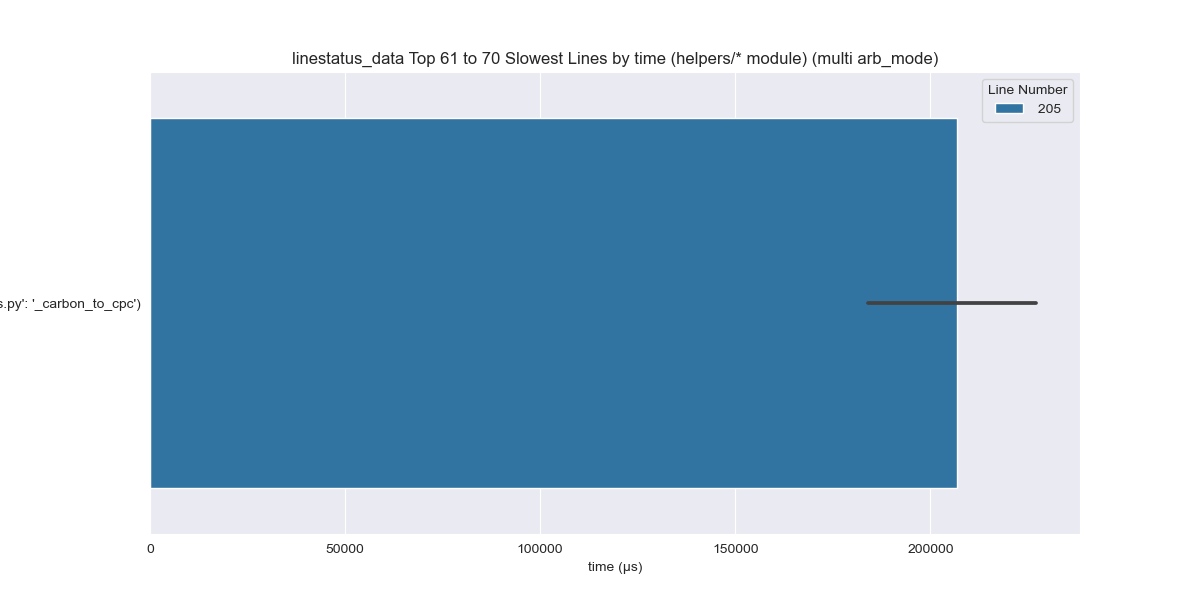 linestatus_data Top 61 to 70 Slowest Lines by time (helpers/* module) (multi arb_mode)
Line Number
205
s.py': '_carbon_to_cpc')
0 50000 100000 150000 200000
time (µs)